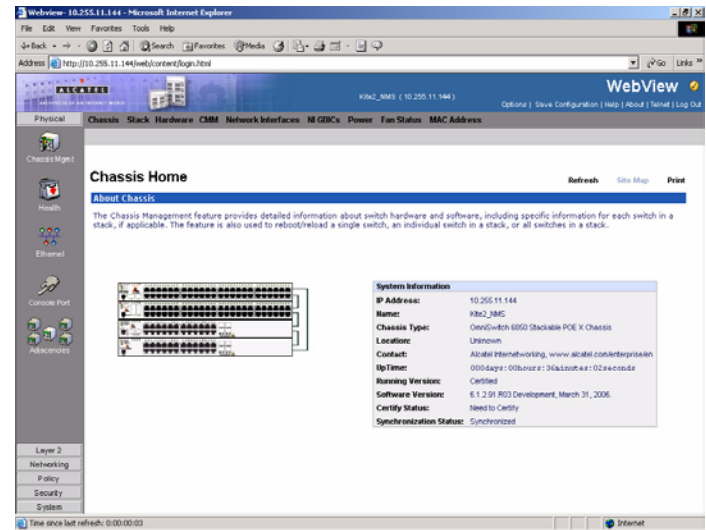 Webview- 10.255.11.144 - Microsoft Internet Explorer
File Edit View Favorites Tools Help
Back Search Favorites Media
Address http://10.255.11.144/web/content/login.html Go Links »
ALCATEL
Kite2_NMS ( 10.255.11.144 )
WebView
Options | Save Configuration | Help | About | Telnet | Log Out
Physical Chassis Stack Hardware CMM Network Interfaces NI GBICs Power Fan Status MAC Address
Chassis Mgmt
Health
Ethernet
Console Port
Adjacencies
Chassis Home
Refresh Site Map Print
About Chassis
The Chassis Management feature provides detailed information about switch hardware and software, including specific information for each switch in a
stack, if applicable. The feature is also used to reboot/reload a single switch, an individual switch in a stack, or all switches in a stack.
System Information
IP Address: 10.255.11.144
Name: Kite2_NMS
Chassis Type: OmniSwitch 6850 Stackable POE X Chassis
Location: Unknown
Contact: Alcatel Internetworking, www.alcatel.com/enterprise/en
UpTime: 000days:00hours:36minutes:02seconds
Running Version: Certified
Software Version: 6.1.2.91.R03 Development, March 31, 2006.
Certify Status: Need to Certify
Synchronization Status: Synchronized
Layer 2
Networking
Policy
Security
System
Time since last refresh: 0:00:00:03
Internet